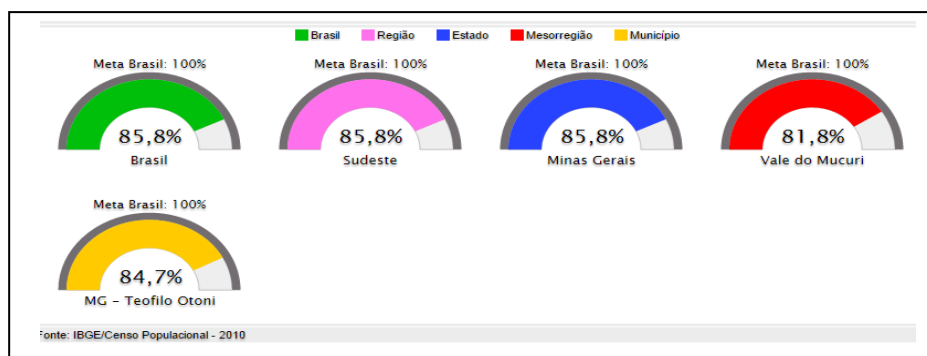 Brasil Região Estado Mesorregião Município
Meta Brasil: 100% Meta Brasil: 100% Meta Brasil: 100% Meta Brasil: 100%
85,8% 85,8% 85,8% 81,8%
Brasil Sudeste Minas Gerais Vale do Mucuri
Meta Brasil: 100%
84,7%
MG - Teofilo Otoni
Fonte: IBGE/Censo Populacional - 2010